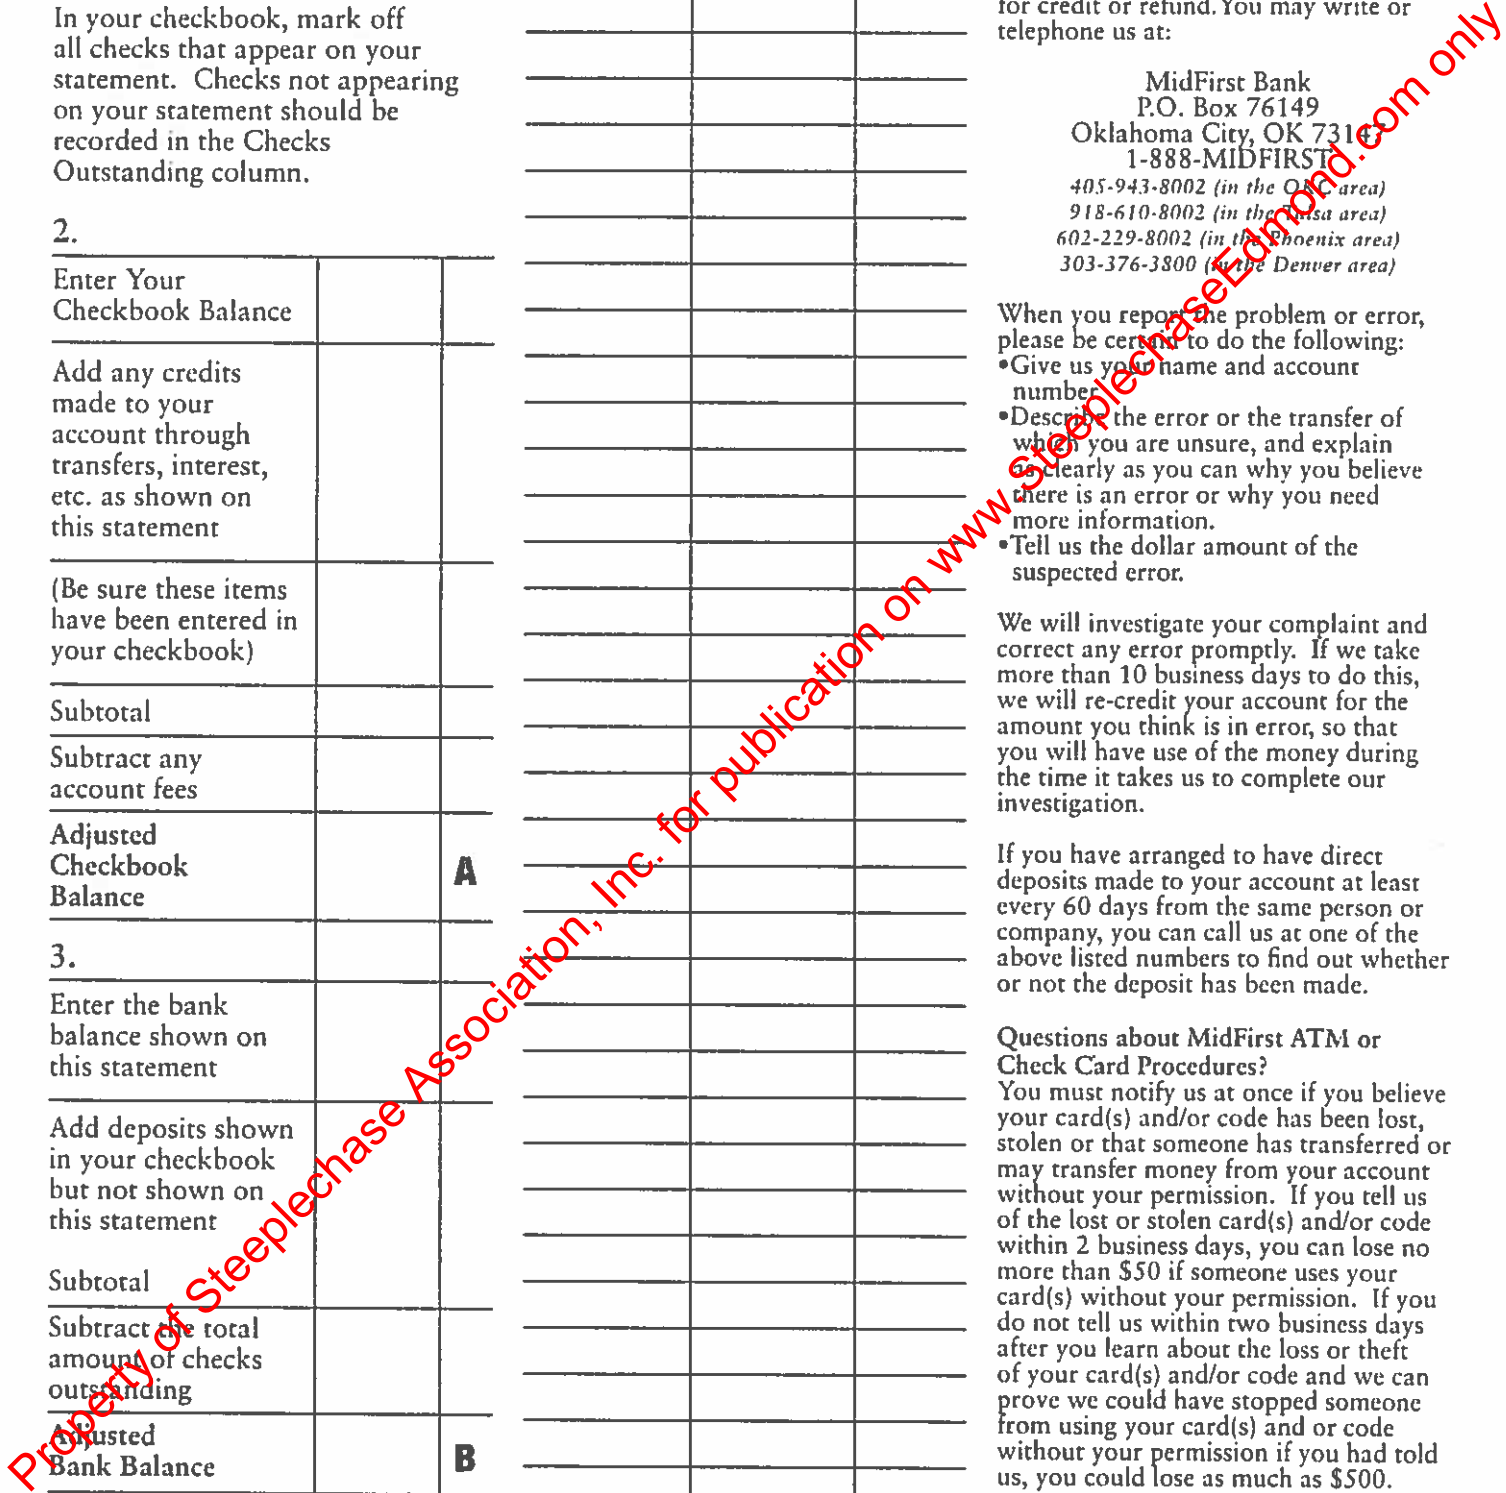 In your checkbook, mark off
all checks that appear on your
statement. Checks not appearing
on your statement should be
recorded in the Checks
Outstanding column.
2.
Enter Your
Checkbook Balance
Add any credits
made to your
account through
transfers, interest,
etc. as shown on
this statement
(Be sure these items
have been entered in
your checkbook)
Subtotal
Subtract any
account fees
Adjusted
Checkbook
Balance
A
3.
Enter the bank
balance shown on
this statement
Add deposits shown
in your checkbook
but not shown on
this statement
Subtotal
Subtract the total
amount of checks
outstanding
Adjusted
Bank Balance
B
for credit or refund. You may write or
telephone us at:
MidFirst Bank
P.O. Box 76149
Oklahoma City, OK 73147
1-888-MIDFIRST
405-943-8002 (in the OKC area)
918-610-8002 (in the Tulsa area)
602-229-8002 (in the Phoenix area)
303-376-3800 (in the Denver area)
When you report the problem or error,
please be certain to do the following:
•Give us your name and account
number.
•Describe the error or the transfer of
which you are unsure, and explain
as clearly as you can why you believe
there is an error or why you need
more information.
•Tell us the dollar amount of the
suspected error.
We will investigate your complaint and
correct any error promptly. If we take
more than 10 business days to do this,
we will re-credit your account for the
amount you think is in error, so that
you will have use of the money during
the time it takes us to complete our
investigation.
If you have arranged to have direct
deposits made to your account at least
every 60 days from the same person or
company, you can call us at one of the
above listed numbers to find out whether
or not the deposit has been made.
Questions about MidFirst ATM or
Check Card Procedures?
You must notify us at once if you believe
your card(s) and/or code has been lost,
stolen or that someone has transferred or
may transfer money from your account
without your permission. If you tell us
of the lost or stolen card(s) and/or code
within 2 business days, you can lose no
more than $50 if someone uses your
card(s) without your permission. If you
do not tell us within two business days
after you learn about the loss or theft
of your card(s) and/or code and we can
prove we could have stopped someone
from using your card(s) and or code
without your permission if you had told
us, you could lose as much as $500.
Property of Steeplechase Association, Inc. for publication on www.SteeplechaseEdmond.com only